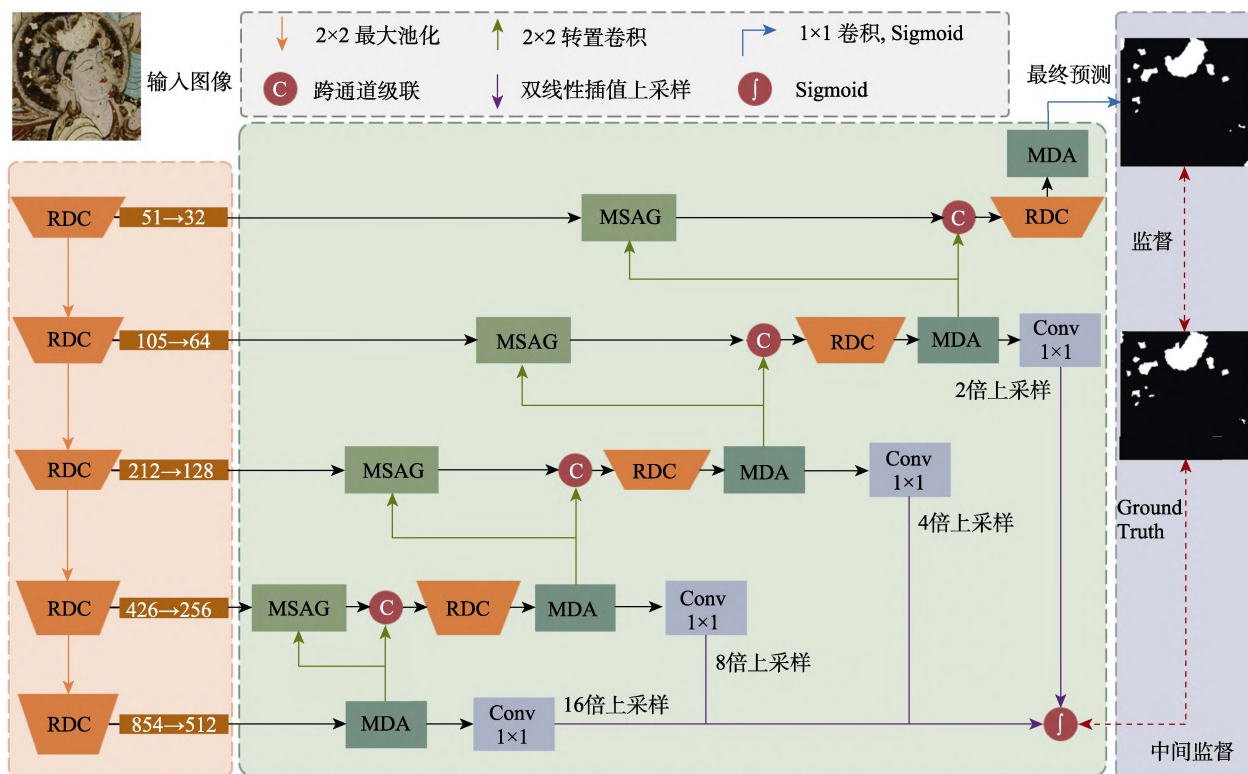 输入图像
2×2 最大池化
2×2 转置卷积
1×1 卷积, Sigmoid
C
跨通道级联
双线性插值上采样
∫
Sigmoid
最终预测
MDA
RDC
51→32
MSAG
C
RDC
监督
RDC
105→64
MSAG
C
RDC
MDA
Conv
1×1
2倍上采样
RDC
212→128
MSAG
C
RDC
MDA
Conv
1×1
4倍上采样
Ground
Truth
RDC
426→256
MSAG
C
RDC
MDA
Conv
1×1
8倍上采样
RDC
854→512
MDA
Conv
1×1
16倍上采样
∫
中间监督